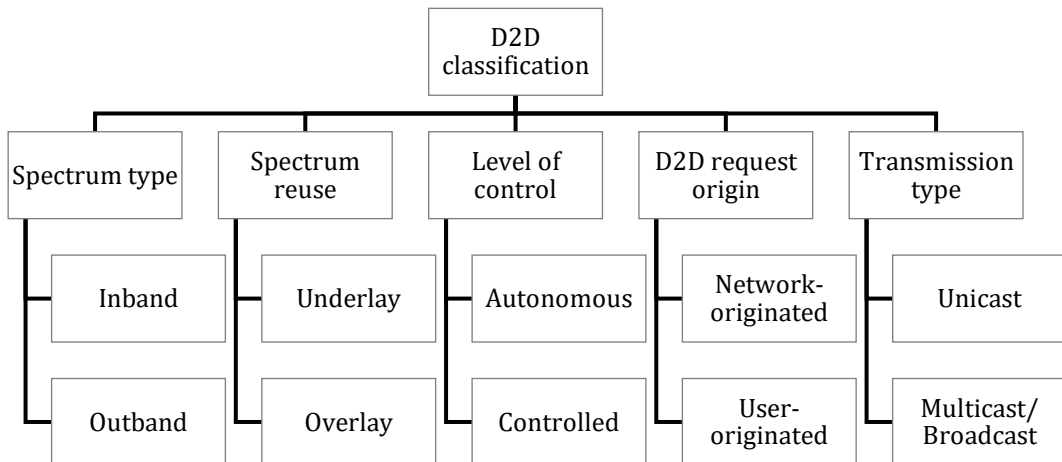 D2D
classification
Spectrum type
Spectrum
reuse
Level of
control
D2D request
origin
Transmission
type
Inband
Underlay
Autonomous
Network-
originated
Unicast
Outband
Overlay
Controlled
User-
originated
Multicast/
Broadcast